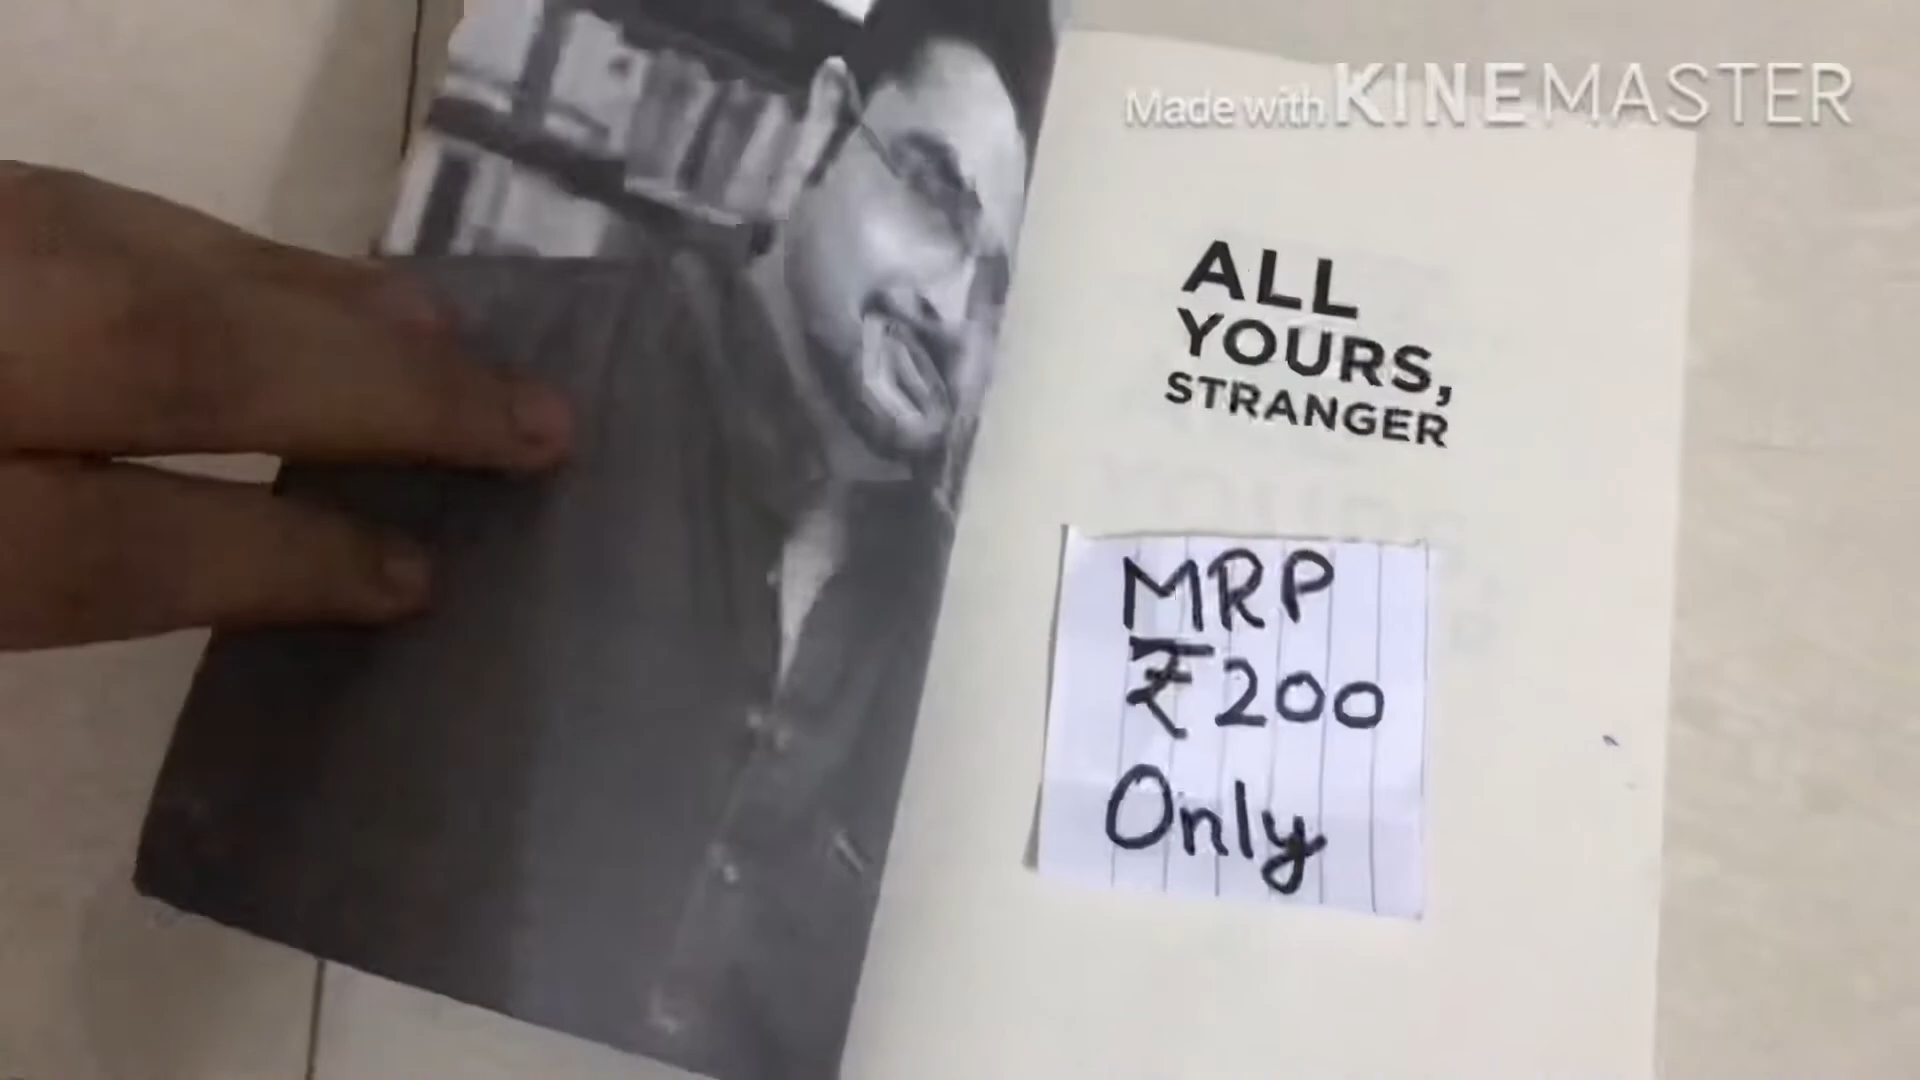 Made with KINEMASTER
ALL
YOURS,
STRANGER
MRP
₹200
Only